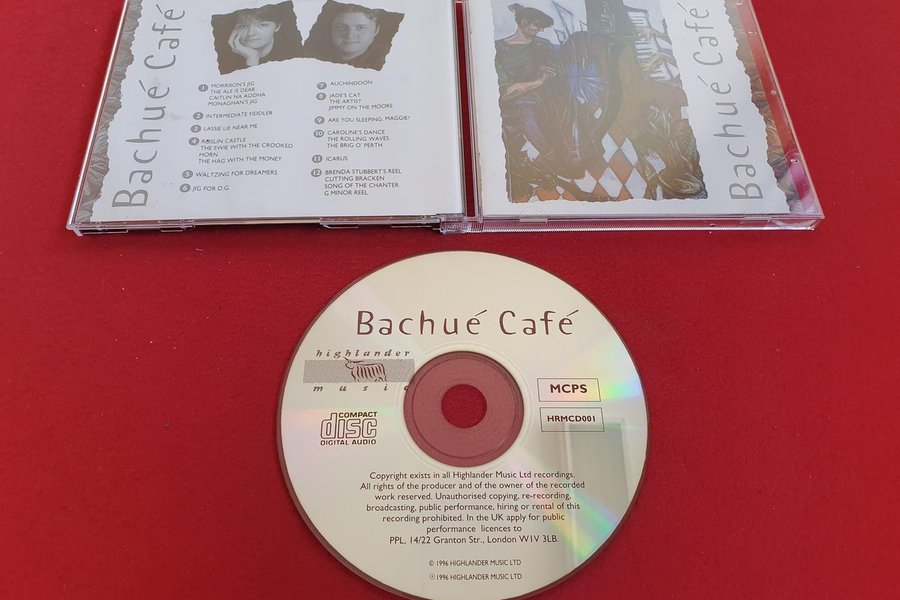 Bachué Café
1 MORRISON'S JIG
THE ALE IS DEAR
CAITLIN NA AODHA
MONAGHAN'S JIG
2 INTERMEDIATE FIDDLER
3 LASSIE LIE NEAR ME
4 ROSLIN CASTLE
THE EWIE WITH THE CROOKED
HORN
THE HAG WITH THE MONEY
5 WALTZING FOR DREAMERS
6 JIG FOR D.G.
7 AUCHINDOON
8 JADE'S CAT
THE ARTIST
JIMMY ON THE MOORE
9 ARE YOU SLEEPING, MAGGIE?
10 CAROLINE'S DANCE
THE ROLLING WAVES
THE BRIG O' PERTH
11 ICARUS
12 BRENDA STUBBERT'S REEL
CUTTING BRACKEN
SONG OF THE CHANTER
G MINOR REEL
Bachué Café
Bachué Café
highlander
music
MCPS
HRMCD001
COMPACT
disc
DIGITAL AUDIO
Copyright exists in all Highlander Music Ltd recordings.
All rights of the producer and of the owner of the recorded
work reserved. Unauthorised copying, re-recording,
broadcasting, public performance, hiring or rental of this
recording prohibited. In the UK apply for public
performance licences to
PPL, 14/22 Granton Str., London W1V 3LB.
© 1996 HIGHLANDER MUSIC LTD
℗ 1996 HIGHLANDER MUSIC LTD